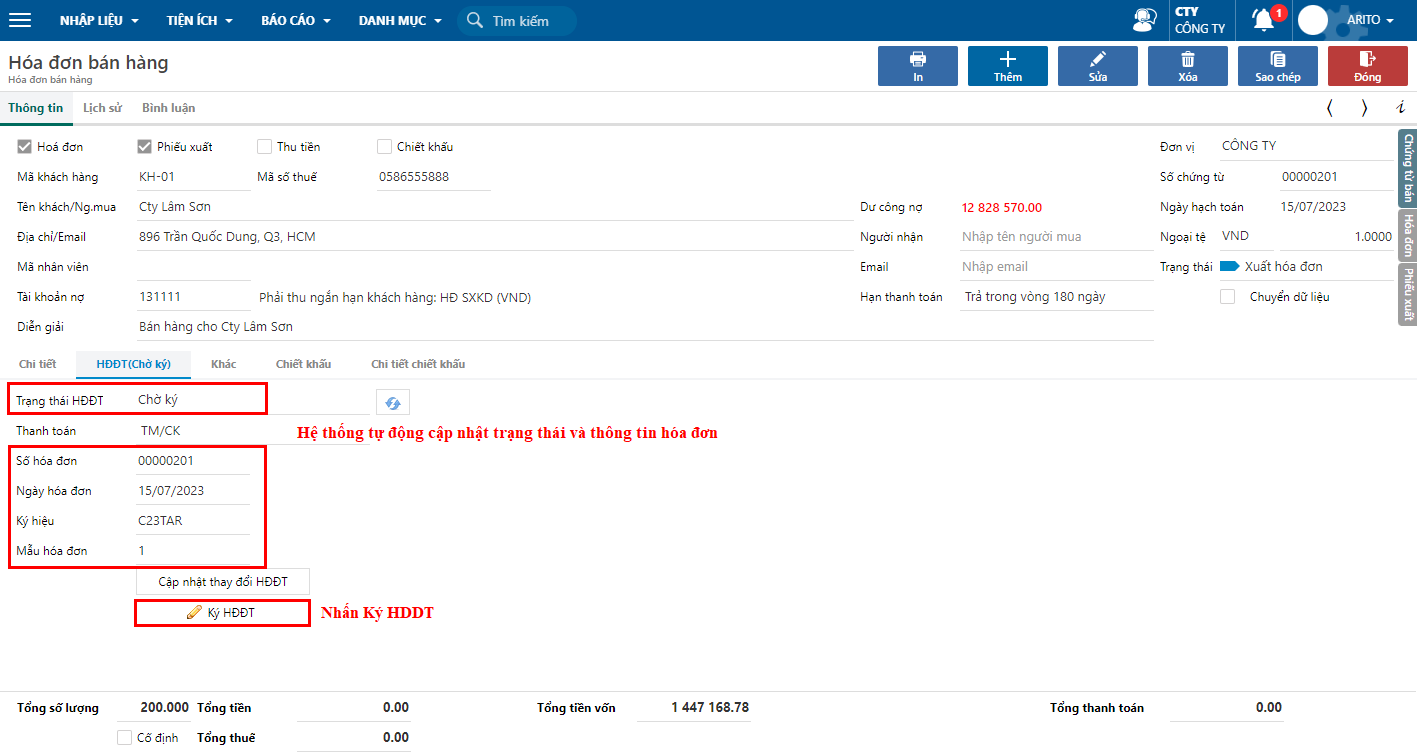 NHẬP LIỆU TIỆN ÍCH BÁO CÁO DANH MỤC Tìm kiếm CTY CÔNG TY 1 ARITO
Hóa đơn bán hàng
Hóa đơn bán hàng
In Thêm Sửa Xóa Sao chép Đóng
Thông tin Lịch sử Bình luận i
Hoá đơn Phiếu xuất Thu tiền Chiết khấu Đơn vị CÔNG TY
Mã khách hàng KH-01 Mã số thuế 0586555888 Số chứng từ 00000201
Tên khách/Ng.mua Cty Lâm Sơn Dư công nợ 12 828 570.00 Ngày hạch toán 15/07/2023
Địa chỉ/Email 896 Trần Quốc Dung, Q3, HCM Người nhận Nhập tên người mua Ngoại tệ VND 1.0000
Mã nhân viên Email Nhập email Trạng thái Xuất hóa đơn
Tài khoản nợ 131111 Phải thu ngắn hạn khách hàng: HĐ SXKD (VND) Hạn thanh toán Trả trong vòng 180 ngày Chuyển dữ liệu
Diễn giải Bán hàng cho Cty Lâm Sơn
Chứng từ bán
Hóa đơn
Phiếu xuất
Chi tiết HĐĐT(Chờ ký) Khác Chiết khấu Chi tiết chiết khấu
Trạng thái HĐĐT Chờ ký
Thanh toán TM/CK Hệ thống tự động cập nhật trạng thái và thông tin hóa đơn
Số hóa đơn 00000201
Ngày hóa đơn 15/07/2023
Ký hiệu C23TAR
Mẫu hóa đơn 1
Cập nhật thay đổi HĐĐT
Ký HĐĐT Nhấn Ký HDDT
Tổng số lượng 200.000 Tổng tiền 0.00 Tổng tiền vốn 1 447 168.78 Tổng thanh toán 0.00
Cố định Tổng thuế 0.00